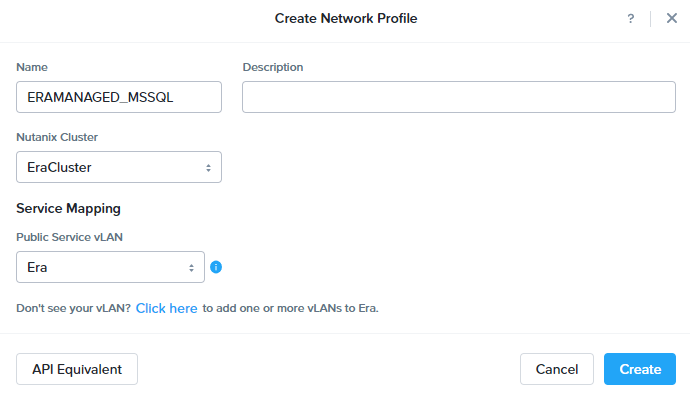 Create Network Profile
?
Name
Description
ERAMANAGED_MSSQL
Nutanix Cluster
EraCluster
Service Mapping
Public Service vLAN
Era
Don't see your vLAN? Click here to add one or more vLANs to Era.
API Equivalent
Cancel
Create